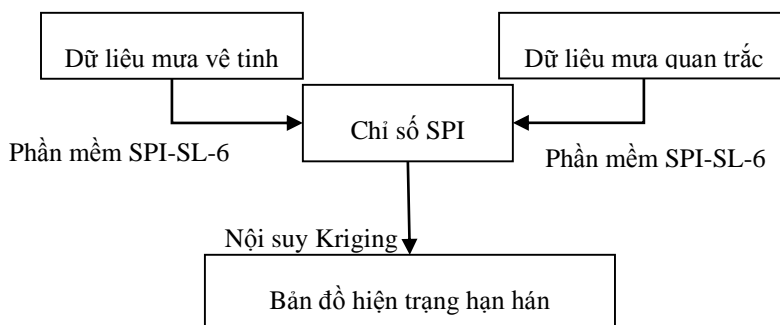 Dữ liệu mưa vê tinh
Dữ liệu mưa quan trắc
Chỉ số SPI
Phần mềm SPI-SL-6
Phần mềm SPI-SL-6
Nội suy Kriging
Bản đồ hiện trạng hạn hán